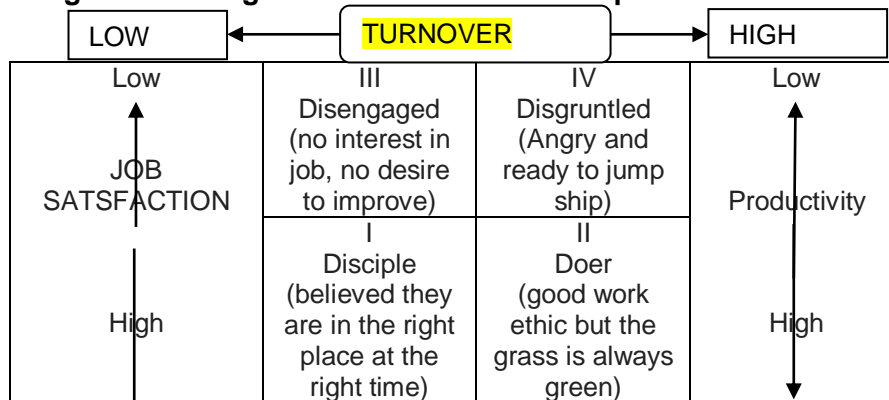 LOW TURNOVER HIGH
Low
JOB
SATSFACTION
High
III
Disengaged
(no interest in
job, no desire
to improve)
IV
Disgruntled
(Angry and
ready to jump
ship)
I
Disciple
(believed they
are in the right
place at the
right time)
II
Doer
(good work
ethic but the
grass is always
green)
Low
Productivity
High